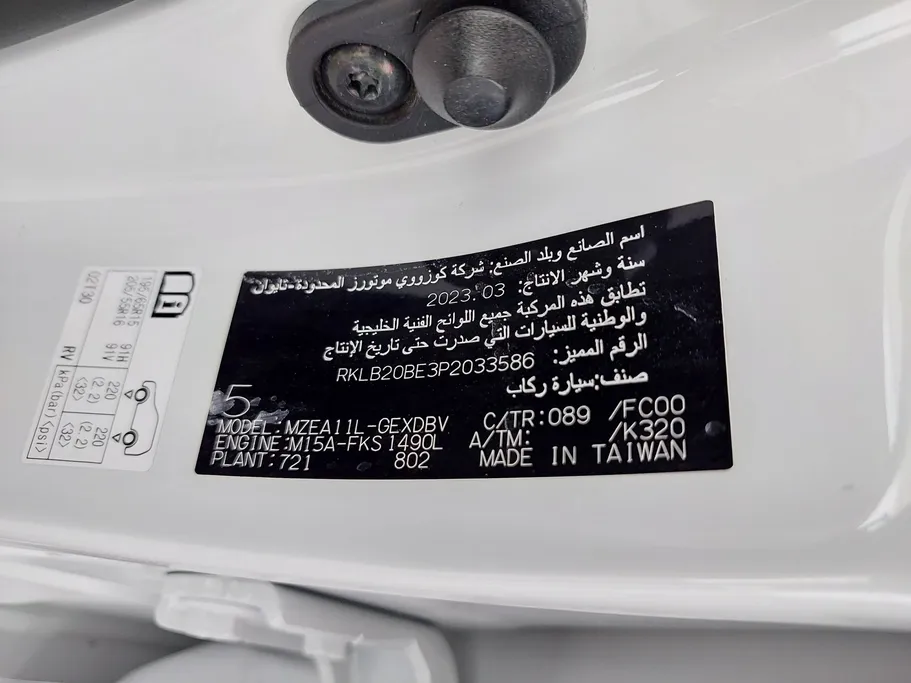 اسم الصانع وبلد الصنع: شركة كوزووي موتورز المحدودة-تايوان
سنة وشهر الانتاج: 2023.03
تطابق هذه المركبة جميع اللوائح الفنية الخليجية
والوطنية للسيارات التي صدرت حتى تاريخ الإنتاج
الرقم المميز: RKLB20BE3P2033586
صنف:سيارة ركاب
5
MODEL:MZEA11L-GEXDBV C/TR:089 /FC00
ENGINE:M15A-FKS 1490L A/TM: /K320
PLANT:721 802 MADE IN TAIWAN
RV kPa(bar)<psi>
195/65R15 91H 220 (2.2) <32> 220 (2.2) <32>
205/55R16 91V
02T30